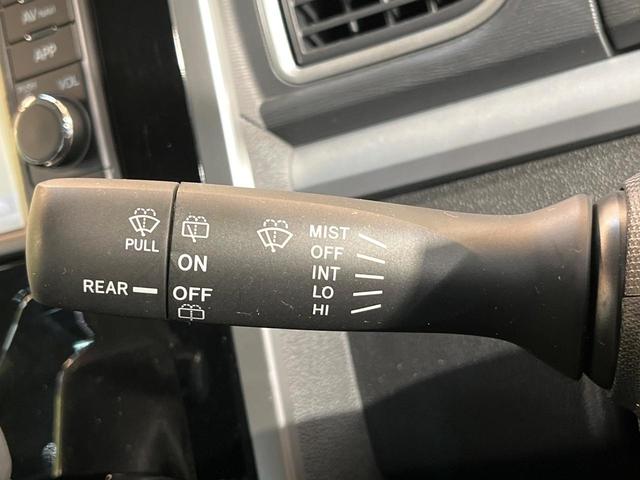 AV
APP
VOL
PULL
REAR
ON
OFF
MIST
OFF
INT
LO
HI